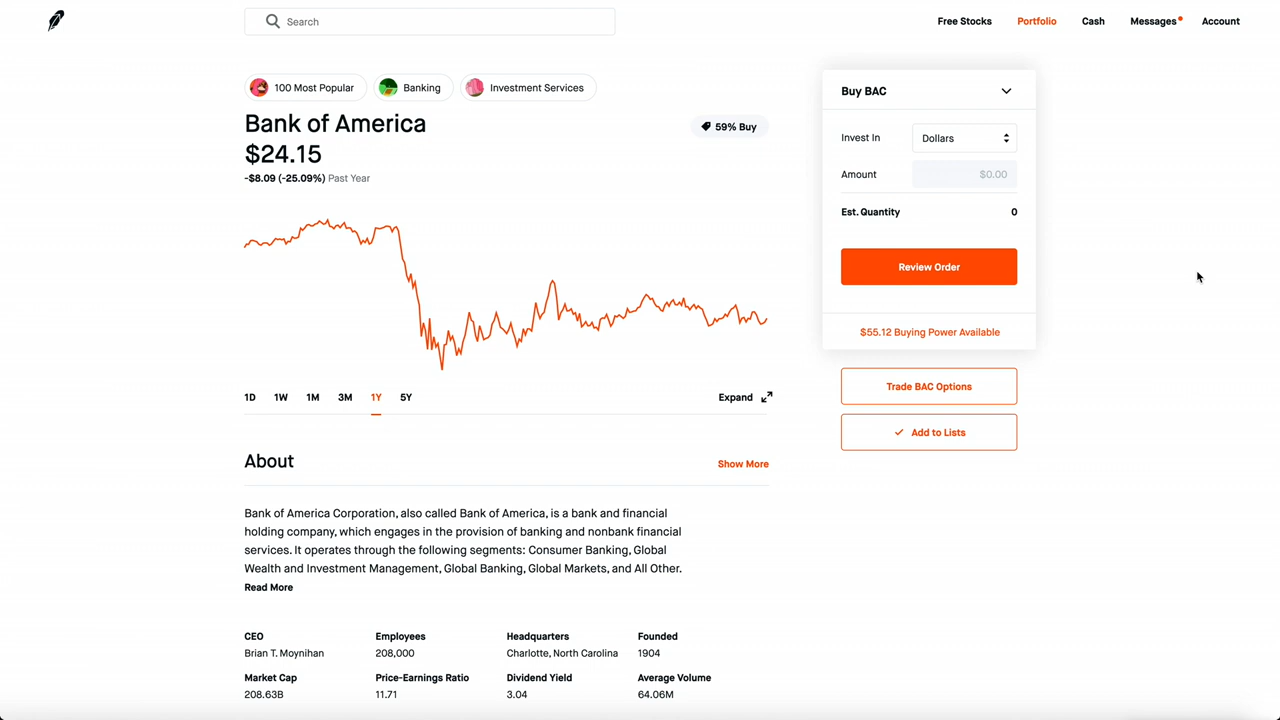 Search
Free Stocks Portfolio Cash Messages Account
100 Most Popular Banking Investment Services
Bank of America
$24.15
59% Buy
-$8.09 (-25.09%) Past Year
1D 1W 1M 3M 1Y 5Y
Expand
About
Show More
Bank of America Corporation, also called Bank of America, is a bank and financial
holding company, which engages in the provision of banking and nonbank financial
services. It operates through the following segments: Consumer Banking, Global
Wealth and Investment Management, Global Banking, Global Markets, and All Other.
Read More
CEO Employees Headquarters Founded
Brian T. Moynihan 208,000 Charlotte, North Carolina 1904
Market Cap Price-Earnings Ratio Dividend Yield Average Volume
208.63B 11.71 3.04 64.06M
Buy BAC
Invest In Dollars
Amount $0.00
Est. Quantity 0
Review Order
$55.12 Buying Power Available
Trade BAC Options
Add to Lists